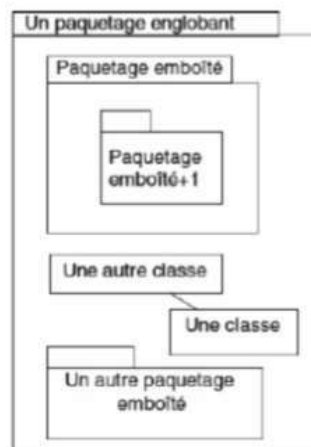 Un paquetage englobant
Paquetage emboîté
Paquetage
emboîté+1
Une autre classe
Une classe
Un autre paquetage
emboîté